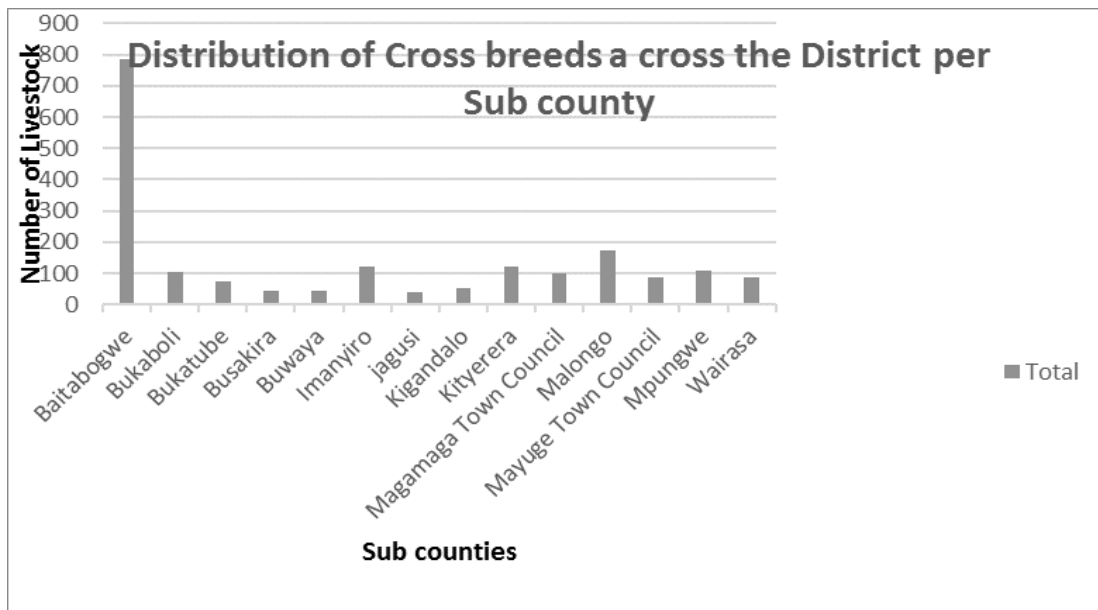 Distribution of Cross breeds a cross the District per
Sub county
Number of Livestock
900
800
700
600
500
400
300
200
100
0
Baitabogwe
Bukaboli
Bukatube
Busakira
Buwaya
Imanyiro
jagusi
Kigandalo
Kityerera
Magamaga Town Council
Malongo
Mayuge Town Council
Mpungwe
Wairasa
Total
Sub counties